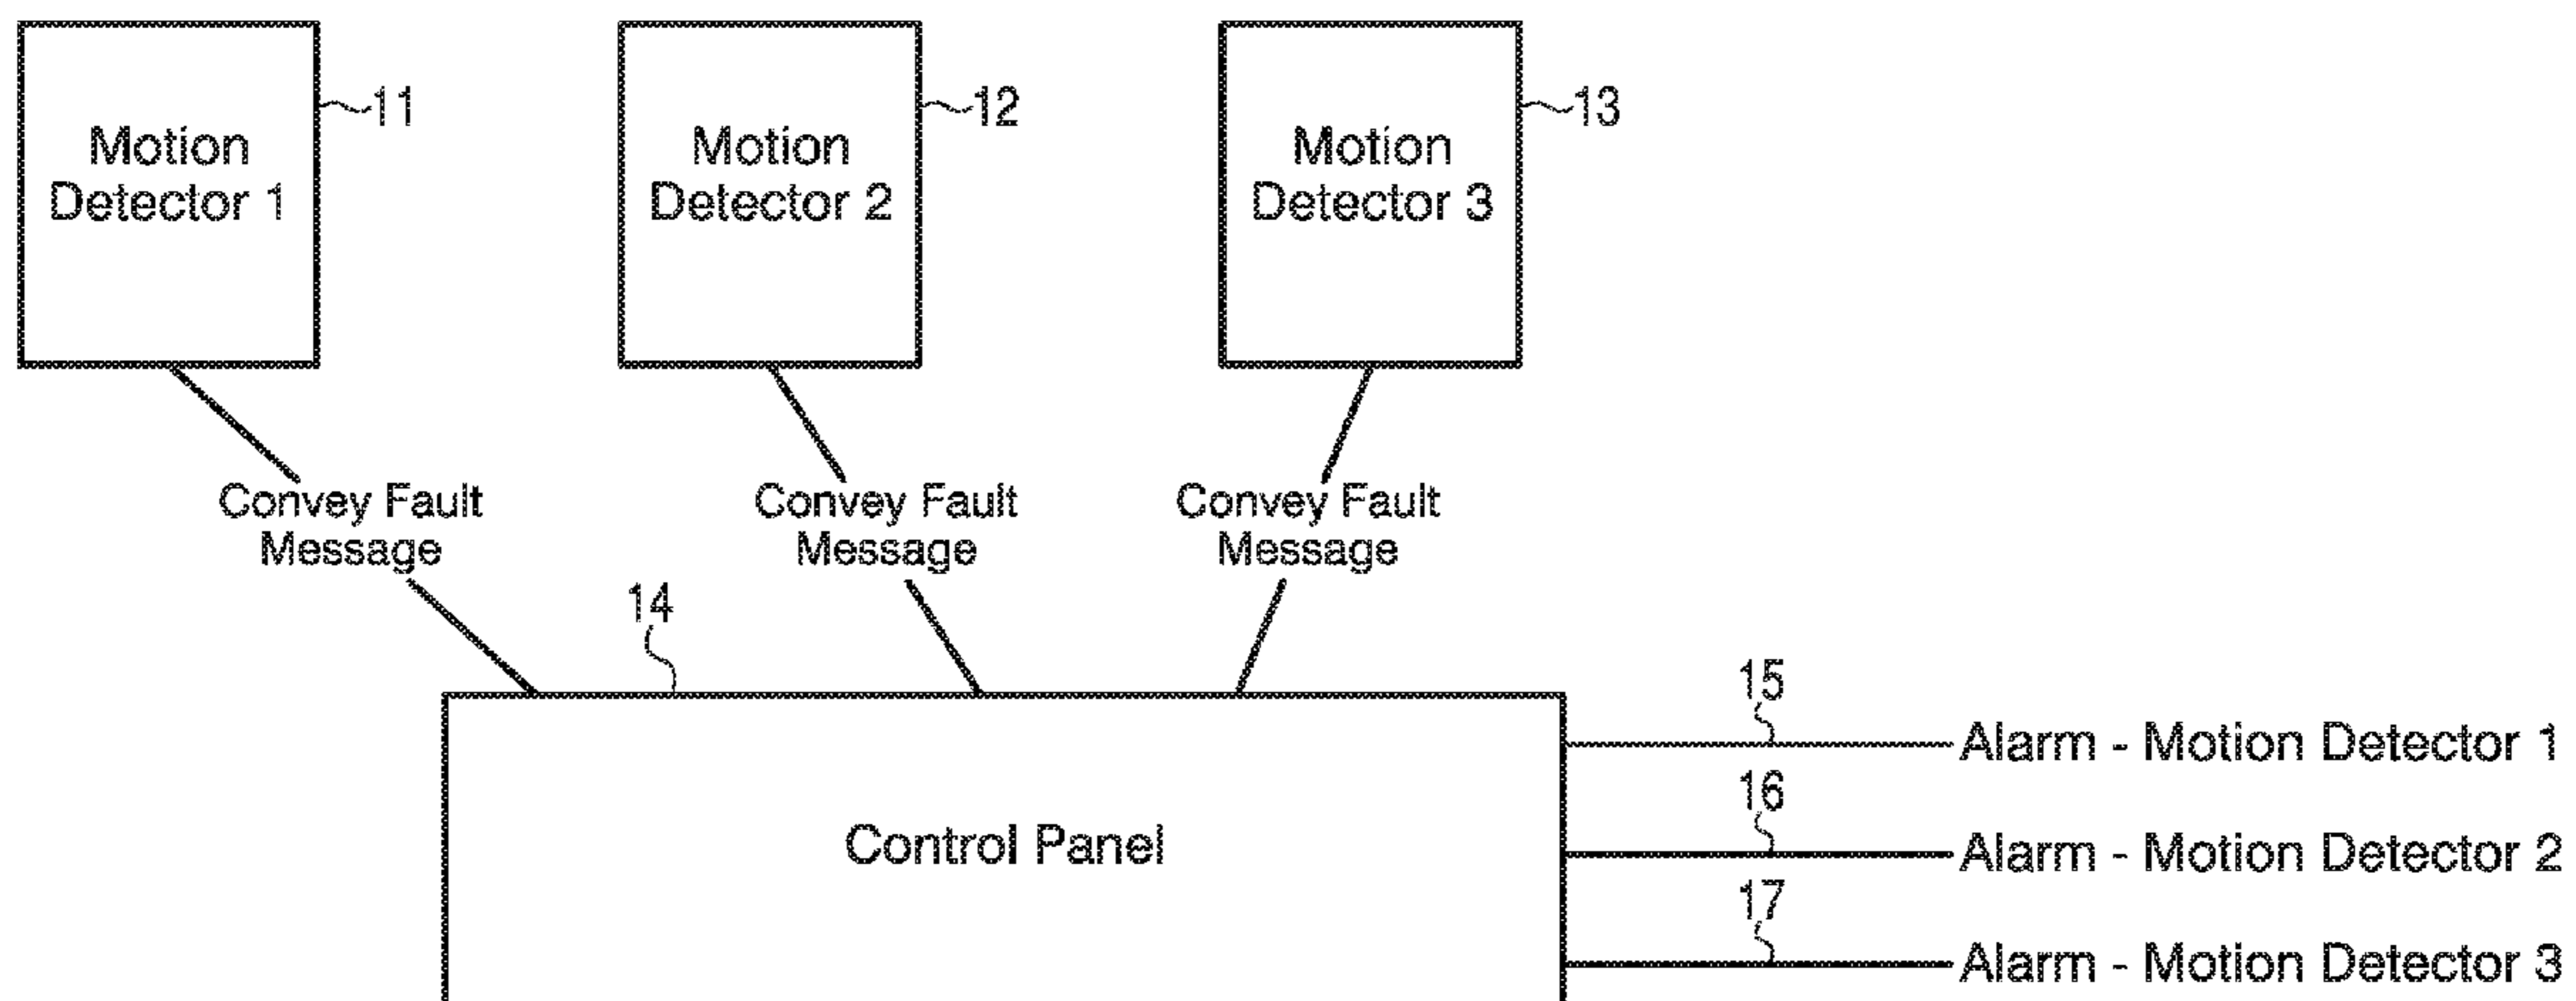 Motion
Detector 1
11
Motion
Detector 2
12
Motion
Detector 3
13
Convey Fault
Message
Convey Fault
Message
Convey Fault
Message
14
Control Panel
15
Alarm - Motion Detector 1
16
Alarm - Motion Detector 2
17
Alarm - Motion Detector 3